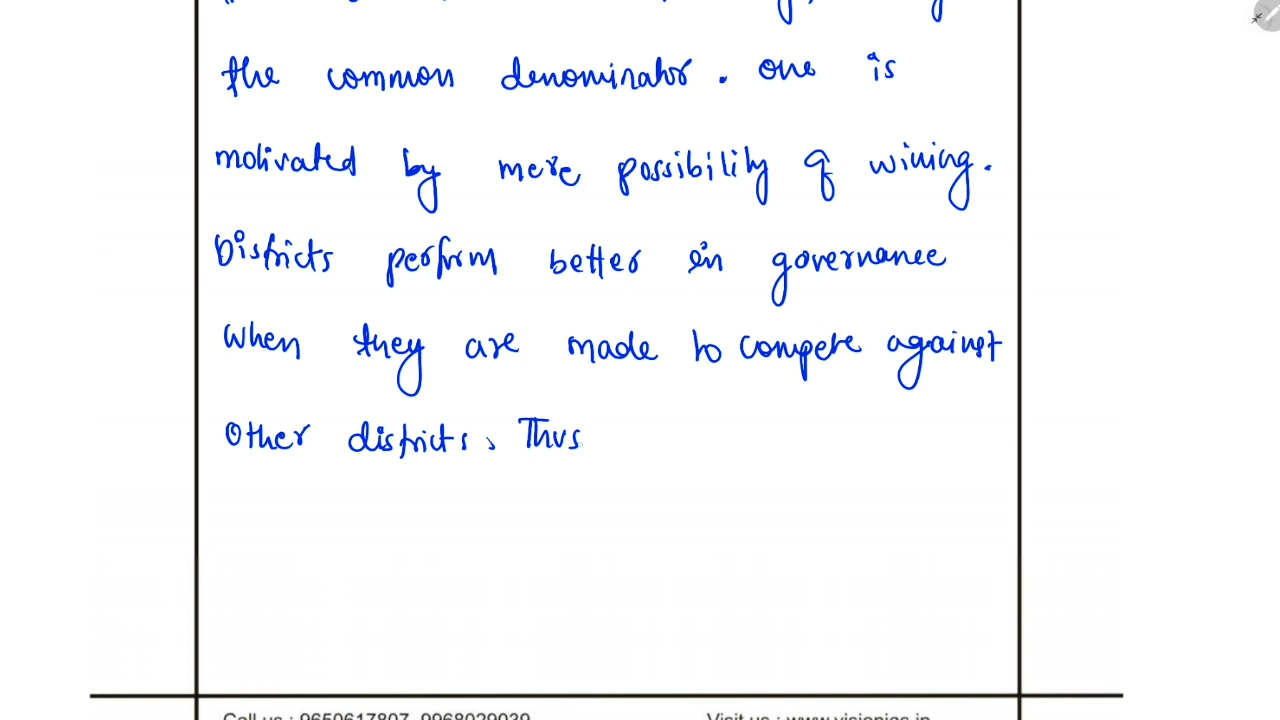 the common denominator. one is
motivated by mere possibility of wining.
Districts perform better in governance
when they are made to compete against
other districts, Thus
Call us : 9650617807, 9968029039
Visit us : www.visionias.in